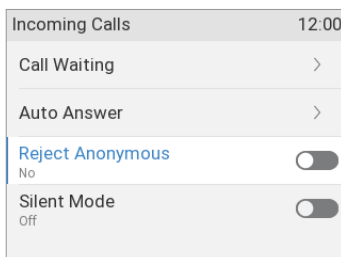 Incoming Calls 12:00
Call Waiting
Auto Answer
Reject Anonymous
No
Silent Mode
Off